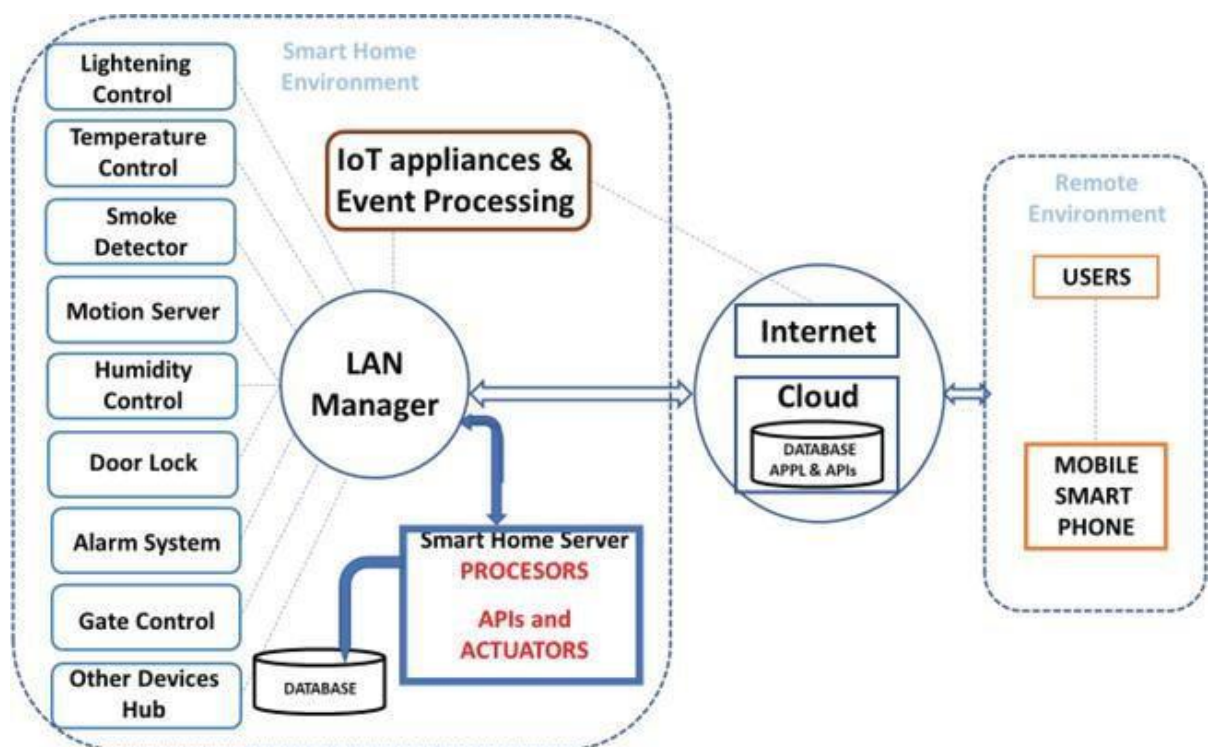 Smart Home
Environment
Lightening
Control
Temperature
Control
Smoke
Detector
Motion Server
Humidity
Control
Door Lock
Alarm System
Gate Control
Other Devices
Hub
IoT appliances &
Event Processing
LAN
Manager
Smart Home Server
PROCESORS
APIs and
ACTUATORS
DATABASE
Internet
Cloud
DATABASE
APPL & APIs
Remote
Environment
USERS
MOBILE
SMART
PHONE